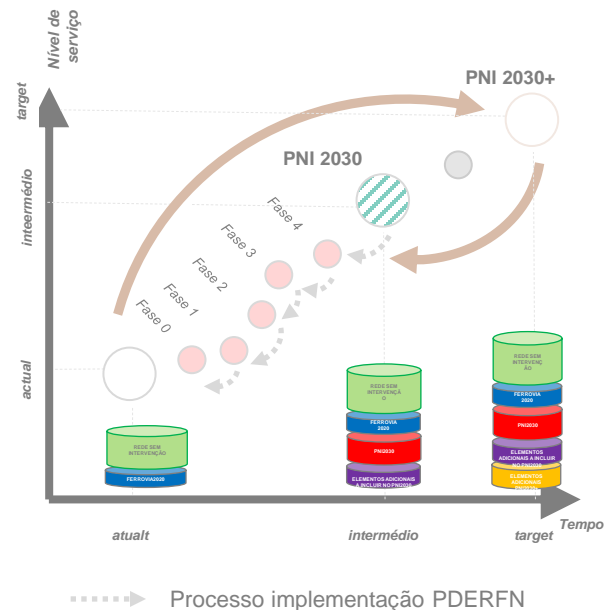 Nível de
serviço
PNI 2030+
target
PNI 2030
inteermédio
Fase 4
Fase 3
Fase 2
Fase 1
Fase 0
actual
REDE SEM
INTERVENÇÃO
FERROVIA2020
REDE SEM
INTERVENÇÃ
O
FERROVIA
2020
PNI2030
ELEMENTOS ADICIONAIS
A INCLUIR NO PNI2030
REDE SEM
INTERVENÇ
ÃO
FERROVIA
2020
PNI2030
ELEMENTOS
ADICIONAIS A INCLUIR
NO PNI2030
ELEMENTOS
ADICIONAIS
atualt
intermédio
target
Tempo
Processo implementação PDERFN